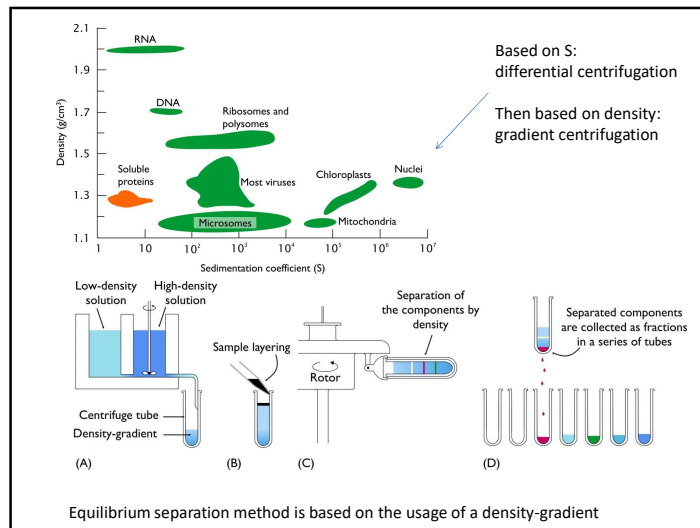 2.1
1.9
1.7
1.5
1.3
1.1
Density (g/cm³)
RNA
DNA
Ribosomes and
polysomes
Soluble
proteins
Most viruses
Chloroplasts
Nuclei
Microsomes
Mitochondria
1
10
10²
10³
10⁴
10⁵
10⁶
10⁷
Sedimentation coefficient (S)
Based on S:
differential centrifugation
Then based on density:
gradient centrifugation
Low-density
solution
High-density
solution
Centrifuge tube
Density-gradient
(A)
Sample layering
(B)
Separation of
the components by
density
Rotor
(C)
Separated components
are collected as fractions
in a series of tubes
(D)
Equilibrium separation method is based on the usage of a density-gradient